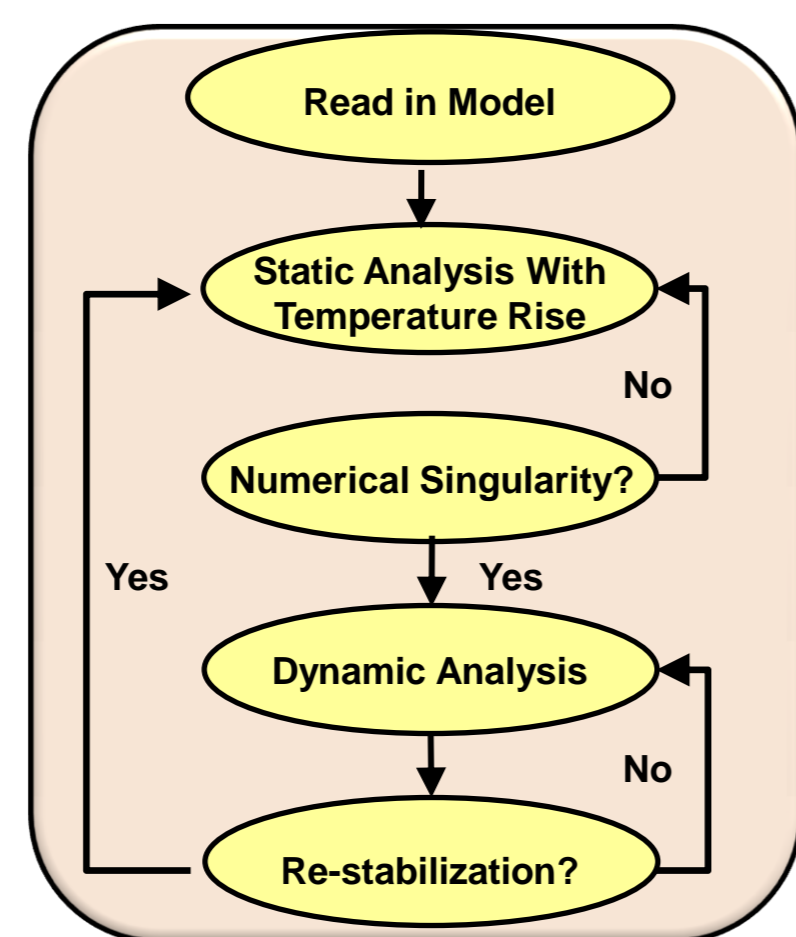 Read in Model
Static Analysis With
Temperature Rise
No
Numerical Singularity?
Yes
Yes
Dynamic Analysis
No
Re-stabilization?